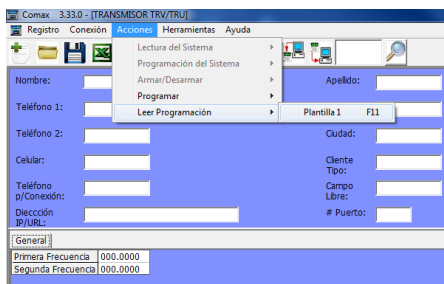 Comax 3.33.0 - [TRANSMISOR TRV/TRU]
Registro Conexión Acciones Herramientas Ayuda
Lectura del Sistema
Programación del Sistema
Armar/Desarmar
Programar
Leer Programación
Plantilla 1 F11
Nombre: Apellido:
Teléfono 1:
Teléfono 2: Ciudad:
Celular: Cliente Tipo:
Teléfono p/Conexión: Campo Libre:
Dieccción IP/URL: # Puerto:
General
Primera Frecuencia 000.0000
Segunda Frecuencia 000.0000